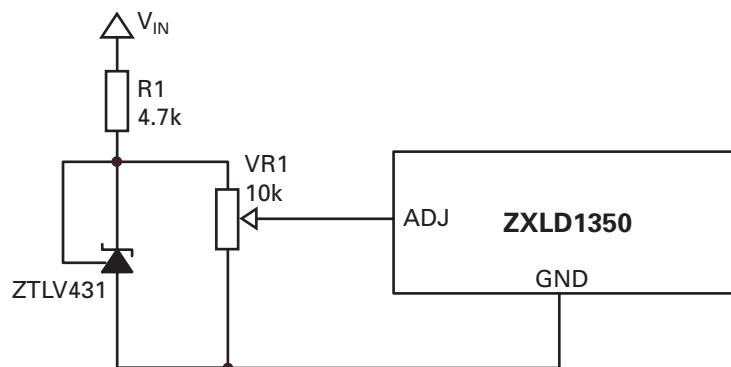 VIN
R1
4.7k
VR1
10k
ADJ
ZXLD1350
GND
ZTLV431